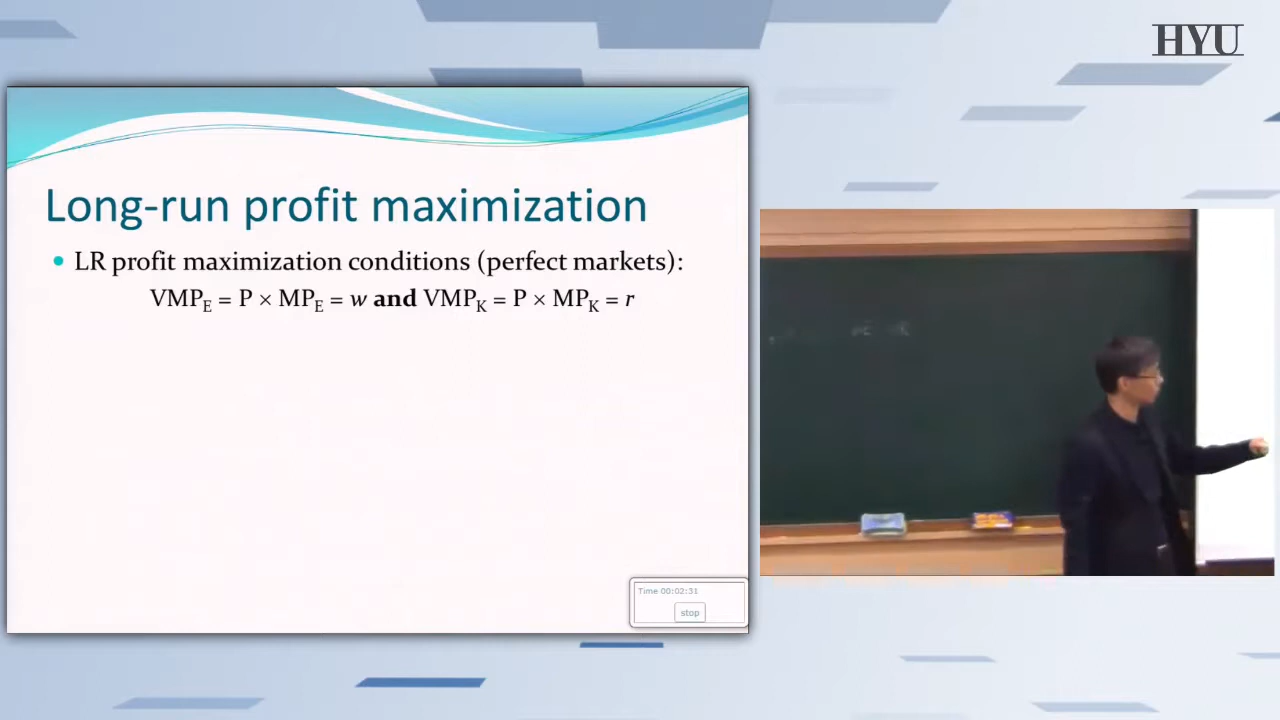 HYU
Long-run profit maximization
• LR profit maximization conditions (perfect markets):
VMP_E = P × MP_E = w and VMP_K = P × MP_K = r
Time 00:02:31
stop